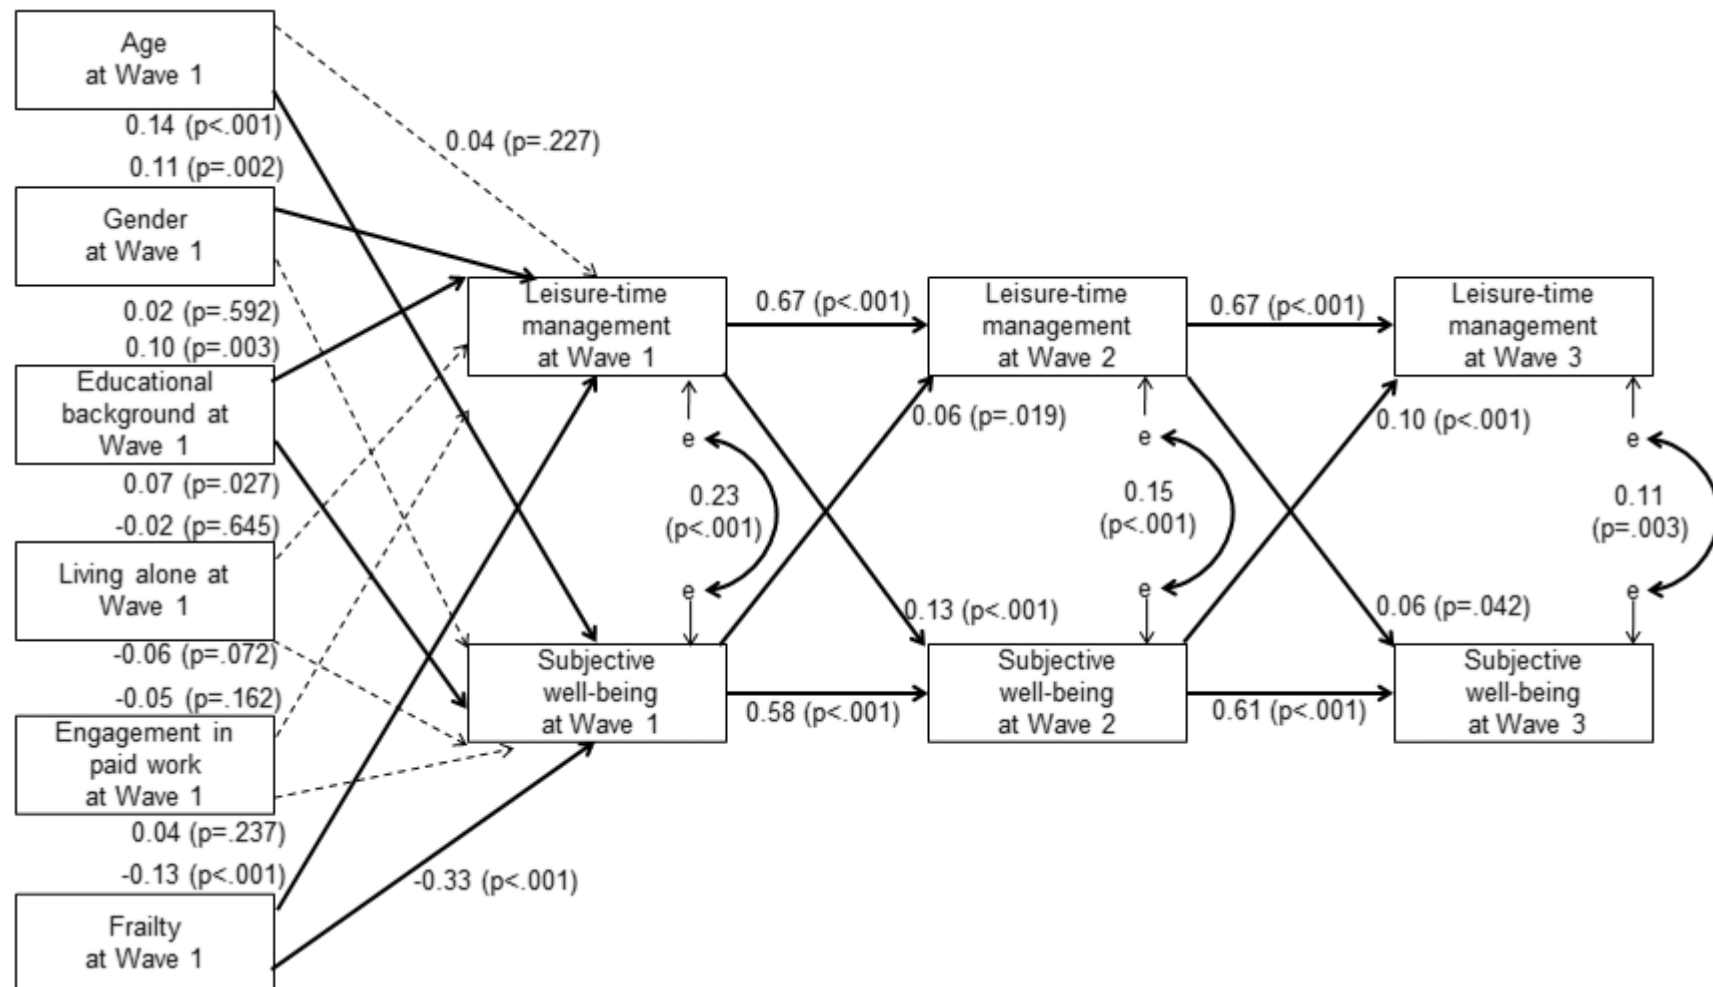 Age
at Wave 1
0.14 (p<.001)
0.11 (p=.002)
0.04 (p=.227)
Gender
at Wave 1
0.02 (p=.592)
0.10 (p=.003)
Educational
background at
Wave 1
0.07 (p=.027)
-0.02 (p=.645)
Living alone at
Wave 1
-0.06 (p=.072)
-0.05 (p=.162)
Engagement in
paid work
at Wave 1
0.04 (p=.237)
-0.13 (p<.001)
Frailty
at Wave 1
-0.33 (p<.001)
Leisure-time
management
at Wave 1
0.67 (p<.001)
Leisure-time
management
at Wave 2
0.67 (p<.001)
Leisure-time
management
at Wave 3
e
0.23
(p<.001)
e
0.06 (p=.019)
0.13 (p<.001)
e
0.15
(p<.001)
e
0.10 (p<.001)
0.06 (p=.042)
e
0.11
(p=.003)
e
Subjective
well-being
at Wave 1
0.58 (p<.001)
Subjective
well-being
at Wave 2
0.61 (p<.001)
Subjective
well-being
at Wave 3